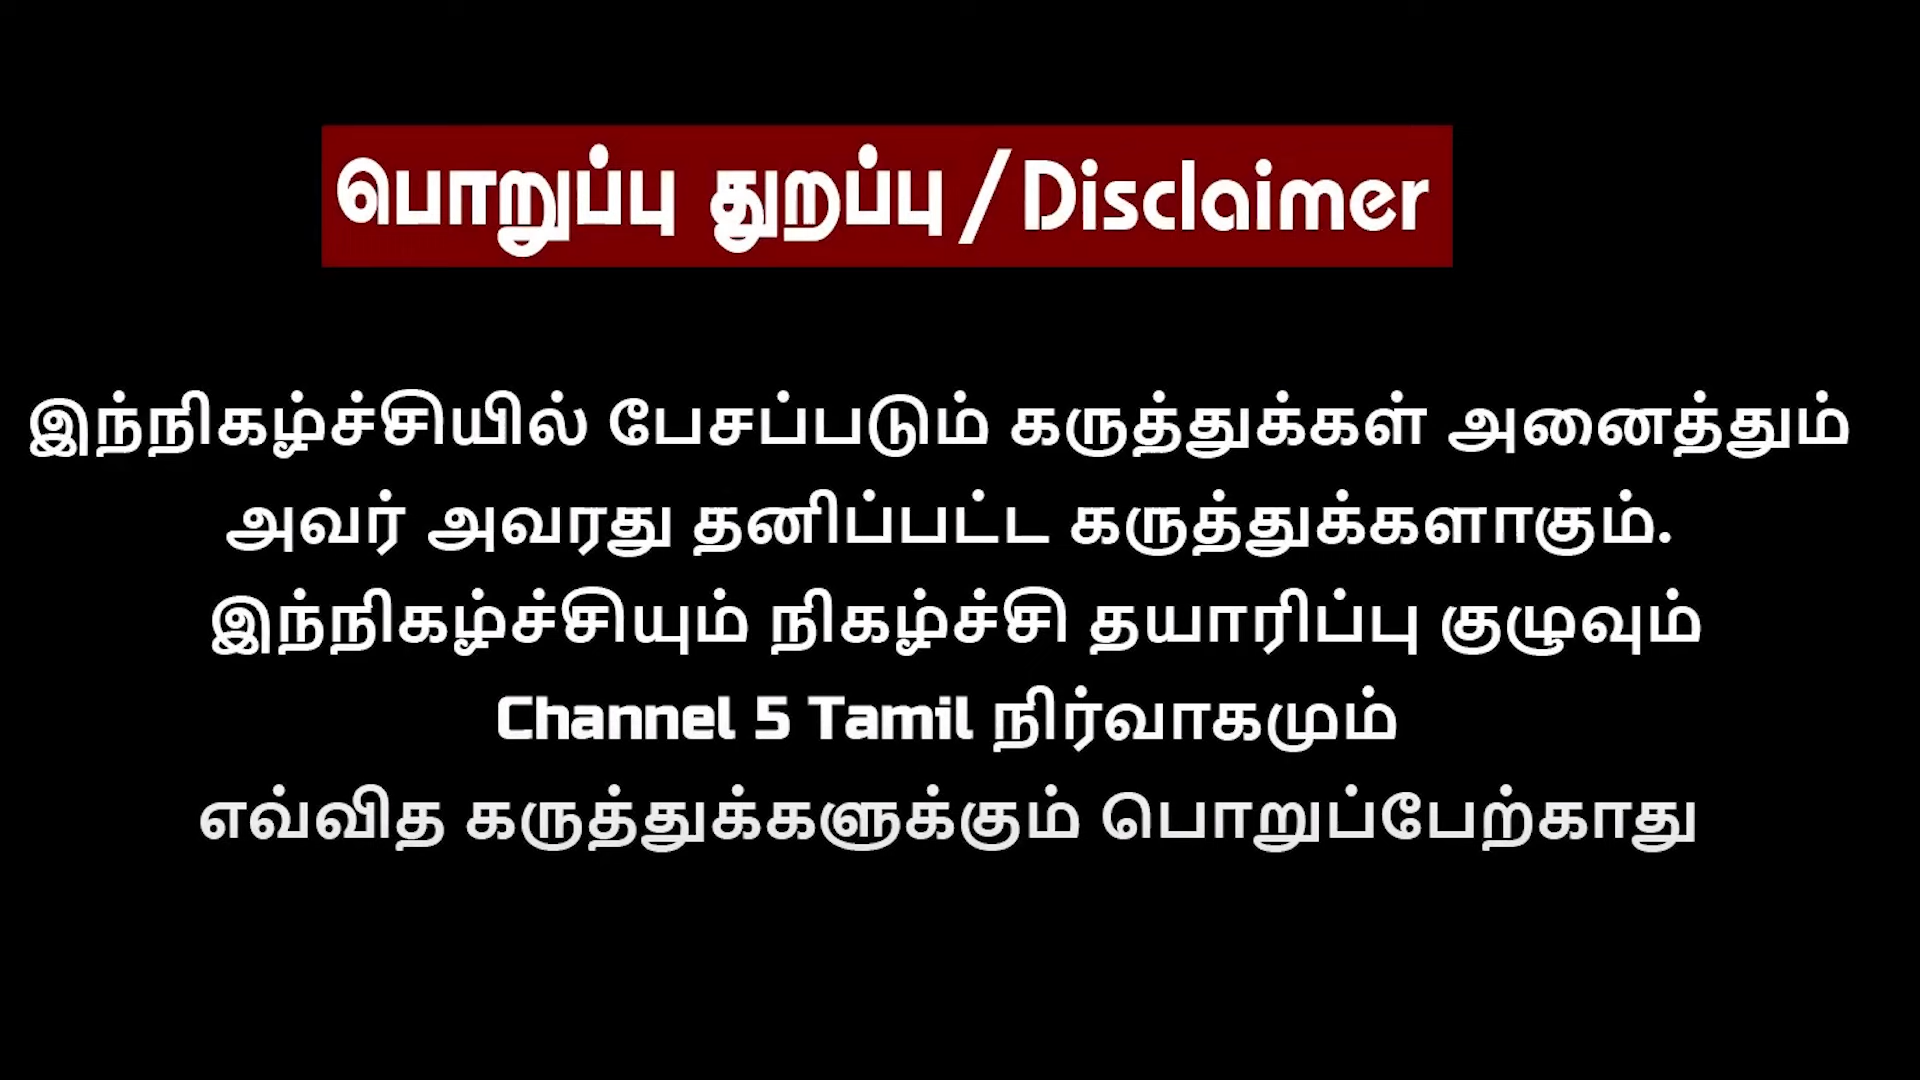 பொறுப்பு துறப்பு / Disclaimer
இந்நிகழ்ச்சியில் பேசப்படும் கருத்துக்கள் அனைத்தும்
அவர் அவரது தனிப்பட்ட கருத்துக்களாகும்.
இந்நிகழ்ச்சியும் நிகழ்ச்சி தயாரிப்பு குழுவும்
Channel 5 Tamil நிர்வாகமும்
எவ்வித கருத்துக்களுக்கும் பொறுப்பேற்காது